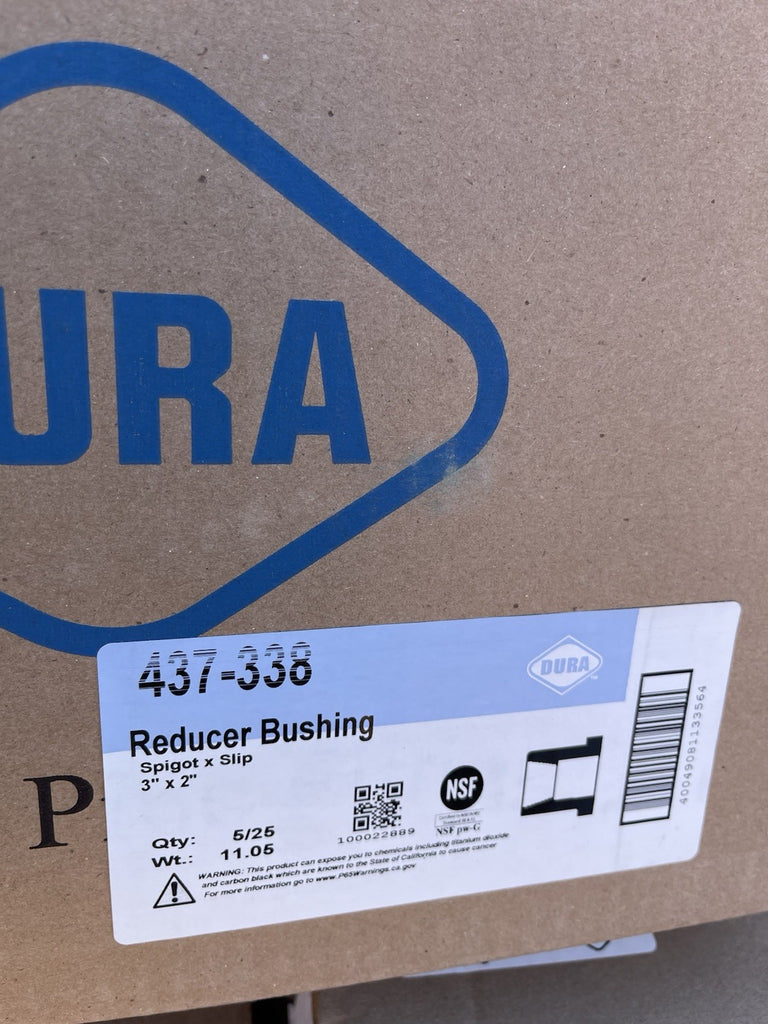 URA
437-338
DURA
Reducer Bushing
Spigot x Slip
3" x 2"
P
Qty: 5/25
Wt.: 11.05
100022889
NSF
NSF pw-G
40049081133564
WARNING: This product can expose you to chemicals including titanium dioxide
and carbon black which are known to the State of California to cause cancer
For more information go to www.P65Warnings.ca.gov